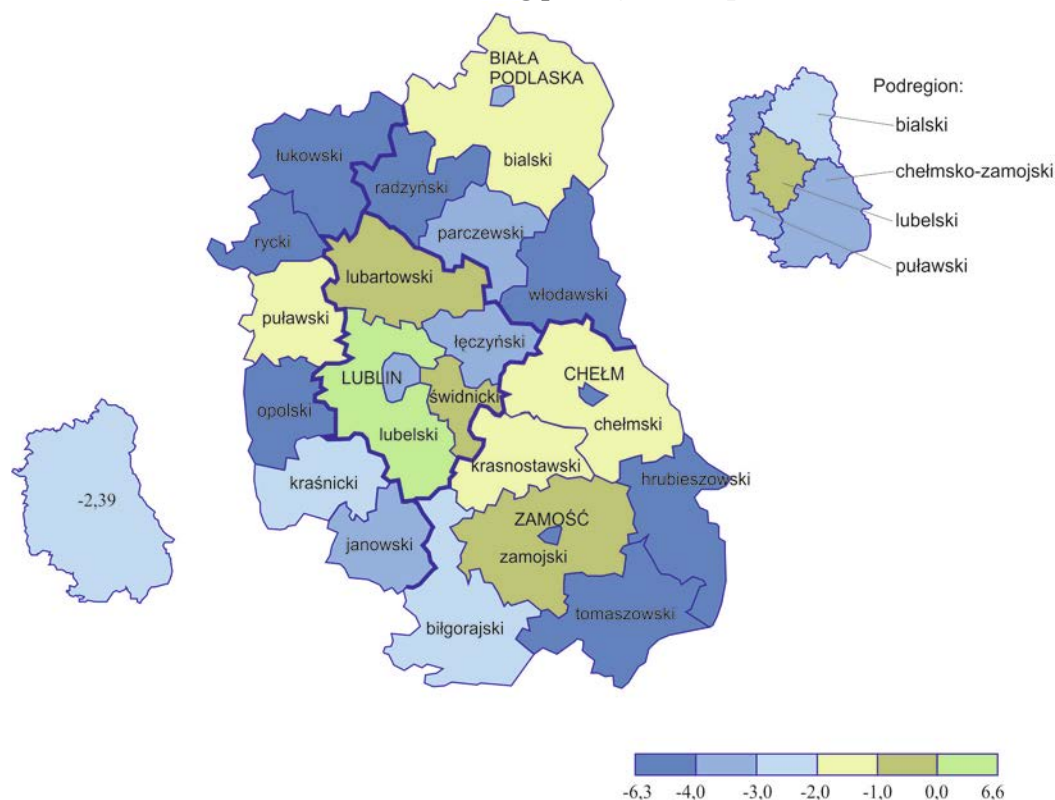 BIAŁA
PODLASKA
Podregion:
bialski
chełmsko-zamojski
lubelski
puławski
łukowski
bialski
radzyński
parczewski
rycki
lubartowski
włodawski
puławski
łęczyński
LUBLIN
CHEŁM
świdnicki
opolski
chełmski
lubelski
krasnostawski
hrubieszowski
kraśnicki
-2,39
ZAMOŚĆ
janowski
zamojski
tomaszowski
biłgorajski
-6,3 -4,0 -3,0 -2,0 -1,0 0,0 6,6